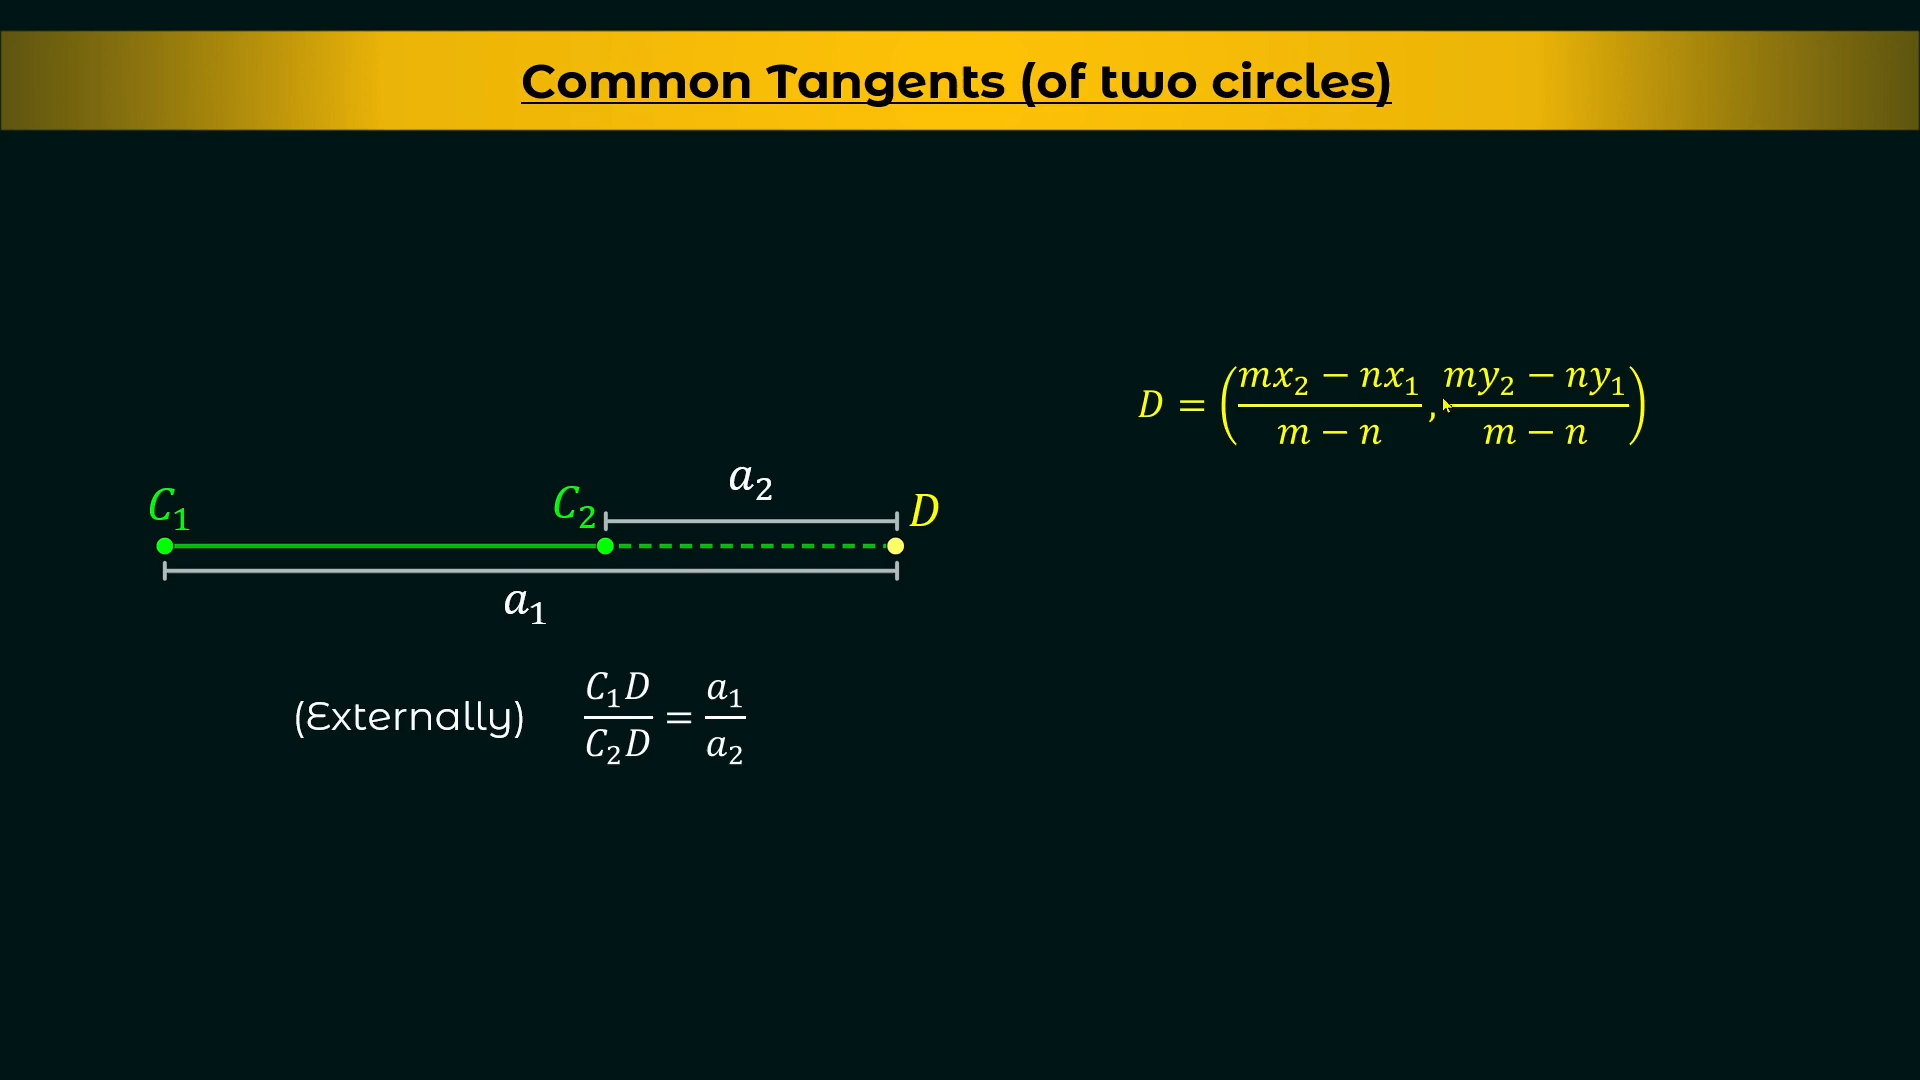 Common Tangents (of two circles)
D = ( (mx₂ − nx₁)/(m − n) , (my₂ − ny₁)/(m − n) )
a₂
C₁ C₂ D
a₁
(Externally) C₁D/C₂D = a₁/a₂